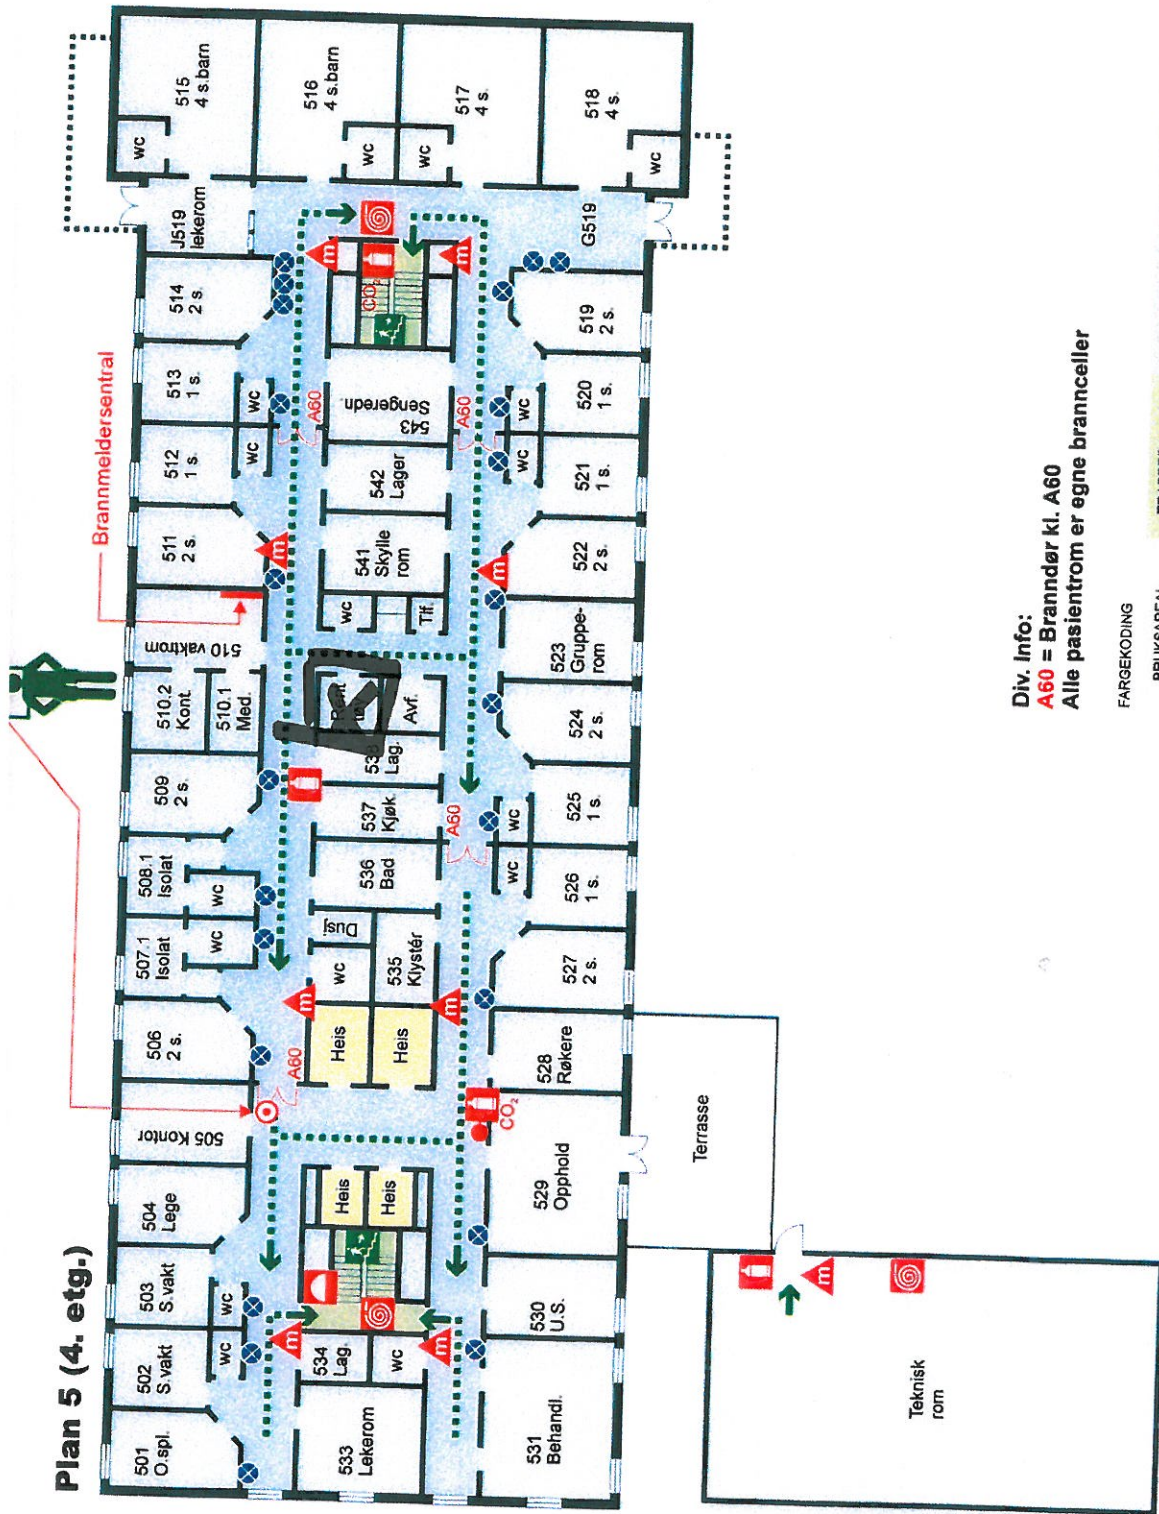 Plan 5 (4. etg.)
Brannmeldersentral
501
O.spl.
502
S.vakt
503
S.vakt
504
Lege
505 Kontor
506
2 s.
507.1
Isolat
508.1
Isolat
509
2 s.
510.2
Kont.
510.1
Med.
510 vaktrom
511
2 s.
512
1 s.
513
1 s.
514
2 s.
J519
lekerom
515
4 s.barn
516
4 s.barn
517
4 s.
518
4 s.
wc
wc
wc
wc
wc
wc
wc
wc
wc
wc
A60
A60
A60
A60
m
m
m
m
m
m
m
m
533
Lekerom
534
Lag.
wc
Heis
Heis
Heis
Heis
wc
Dusj
535
Klystér
536
Bad
537
Kjøk.
538
Lag.
Avf.
K
wc
Tlf.
541
Skylle
rom
542
Lager
543
Sengeredn.
CO₂
CO₂
G519
519
2 s.
520
1 s.
wc
wc
521
1 s.
522
2 s.
523
Gruppe-
rom
524
2 s.
525
1 s.
wc
wc
526
1 s.
527
2 s.
528
Røkere
529
Opphold
530
U.S.
531
Behandl.
Terrasse
Teknisk
rom
m
Div. Info:
A60 = Branndør kl. A60
Alle pasientrom er egne brannceller
FARGEKODING